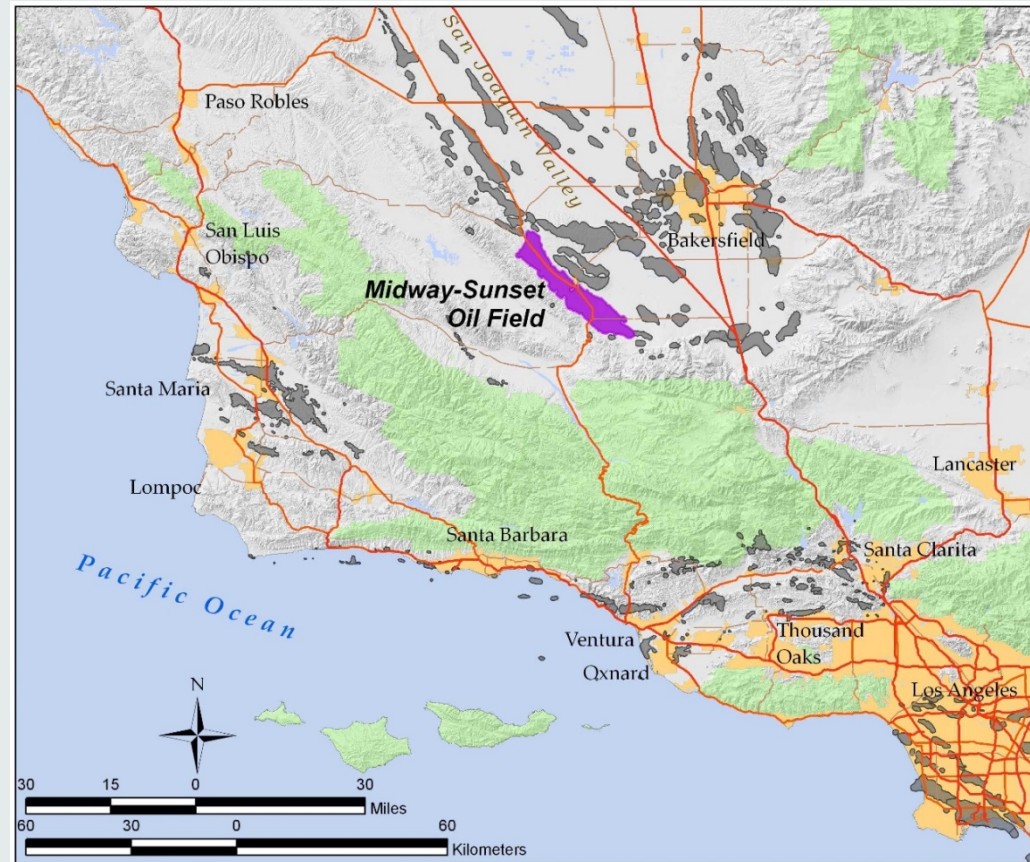 Paso Robles
San Joaquin Valley
San Luis
Obispo
Bakersfield
Midway-Sunset
Oil Field
Santa Maria
Lompoc
Lancaster
Santa Barbara
Santa Clarita
Pacific Ocean
Ventura
Thousand
Oaks
Oxnard
Los Angeles
N
30 15 0 30
Miles
60 30 0 60
Kilometers